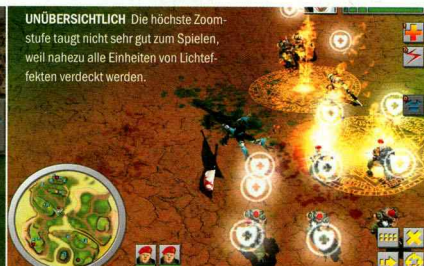 UNÜBERSICHTLICH Die höchste Zoom-
stufe taugt nicht sehr gut zum Spielen,
weil nahezu alle Einheiten von Lichtef-
fekten verdeckt werden.